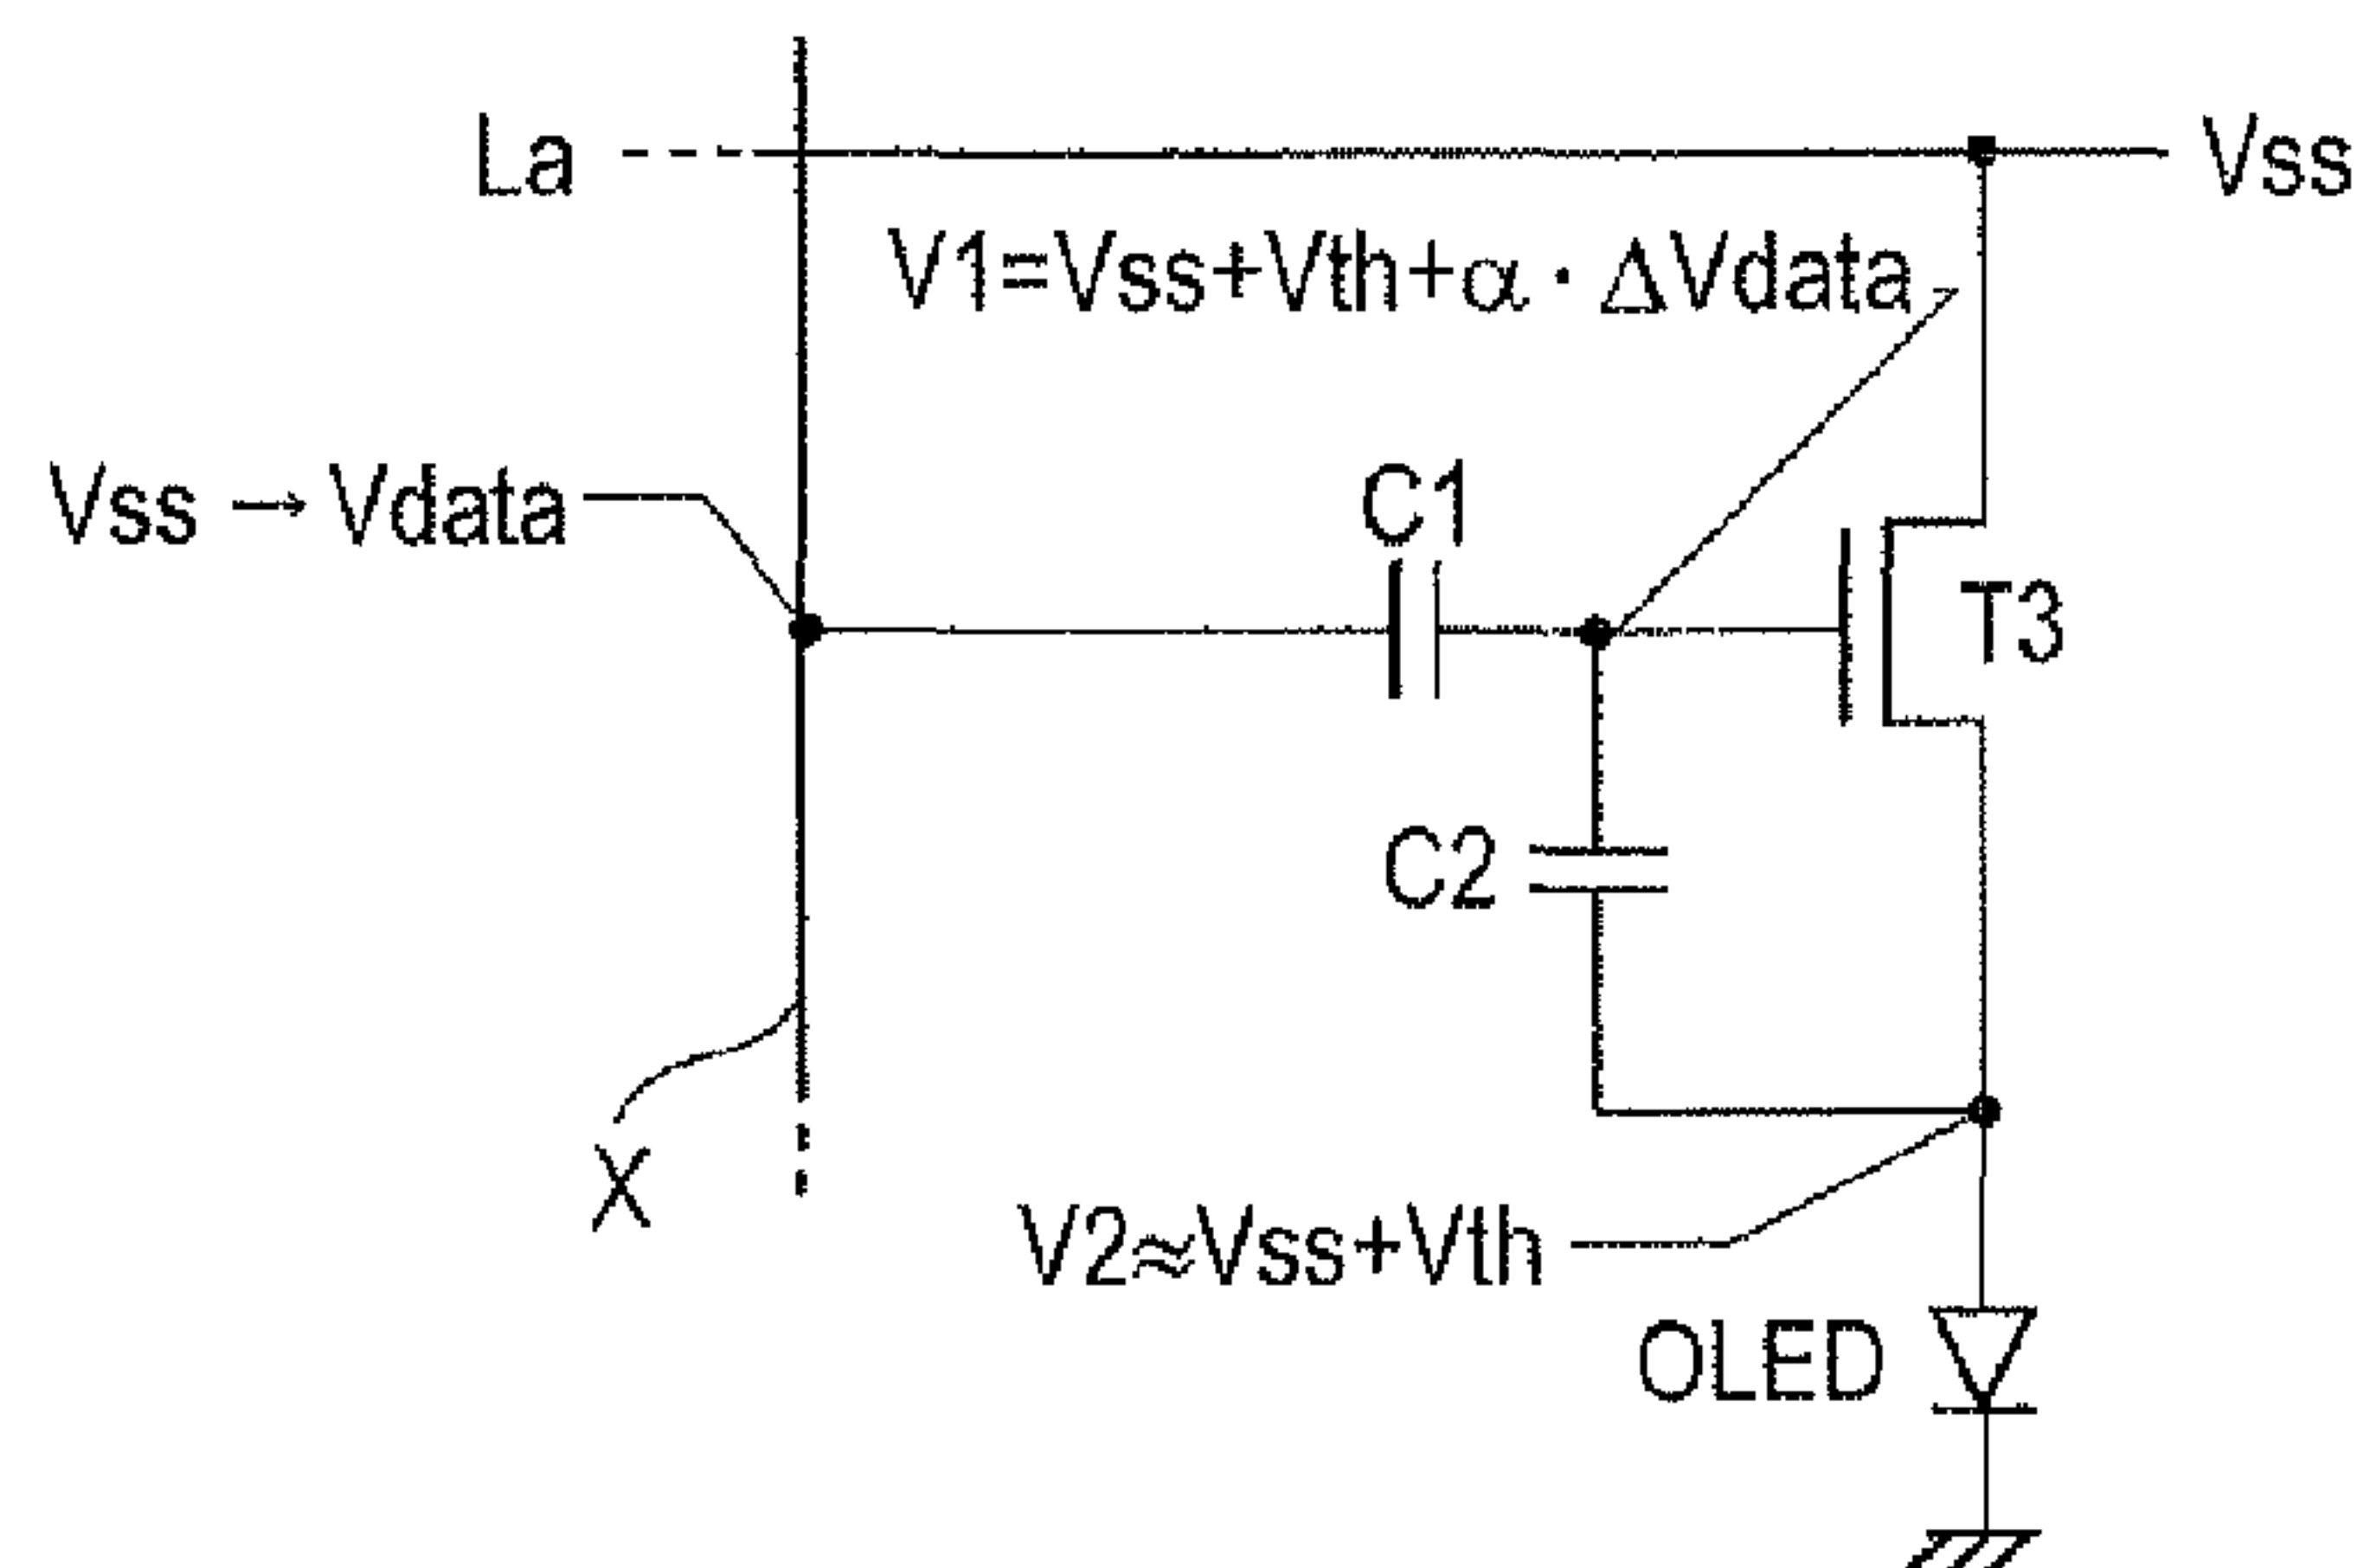 La
Vss
V1=Vss+Vth+α·ΔVdata
Vss → Vdata
C1
T3
C2
X
V2≈Vss+Vth
OLED